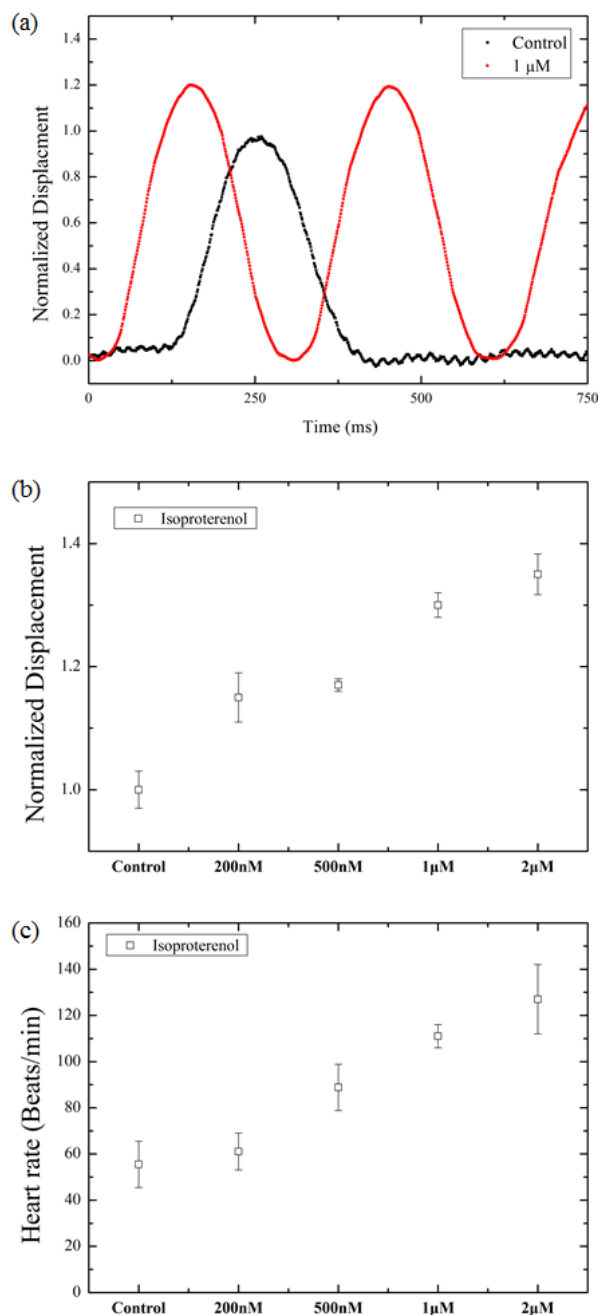 (a)
1.4
1.2
1.0
0.8
0.6
0.4
0.2
0.0
Normalized Displacment
Control
1 μM
0 250 500 750
Time (ms)
(b)
1.4
1.2
1.0
Normalized Displacement
Isoproterenol
Control 200nM 500nM 1μM 2μM
(c)
160
140
120
100
80
60
40
20
0
Heart rate (Beats/min)
Isoproterenol
Control 200nM 500nM 1μM 2μM